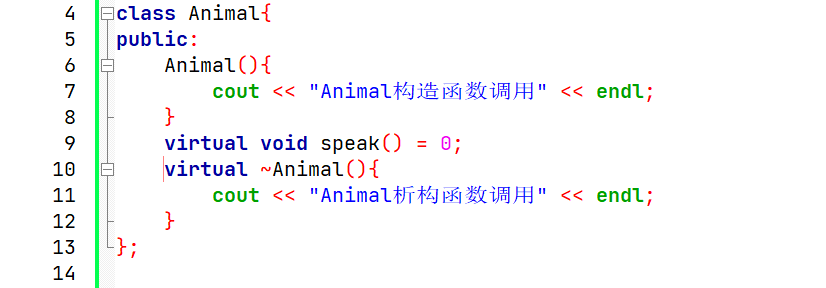 4 class Animal{
5 public:
6     Animal(){
7         cout << "Animal构造函数调用" << endl;
8     }
9     virtual void speak() = 0;
10     virtual ~Animal(){
11         cout << "Animal析构函数调用" << endl;
12     }
13 };
14